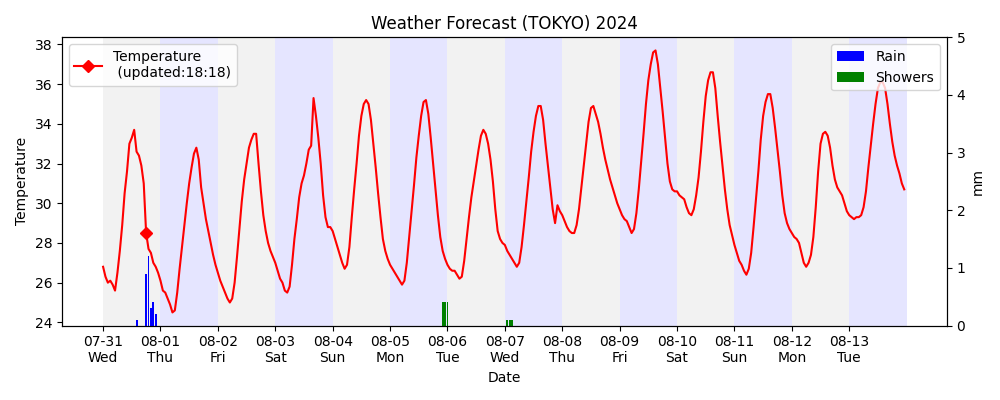 Weather Forecast (TOKYO) 2024
Temperature
(updated:18:18)
Rain
Showers
38
36
34
32
30
28
26
24
Temperature
5
4
3
2
1
0
mm
07-31 08-01 08-02 08-03 08-04 08-05 08-06 08-07 08-08 08-09 08-10 08-11 08-12 08-13
Wed Thu Fri Sat Sun Mon Tue Wed Thu Fri Sat Sun Mon Tue
Date